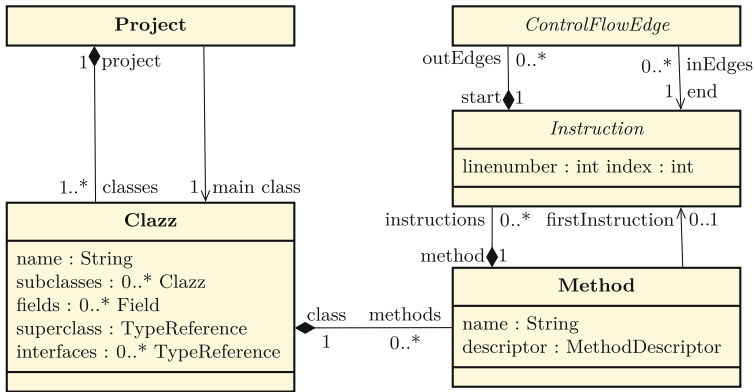 Project
1 project
1..* classes
1 main class
Clazz
name : String
subclasses : 0..* Clazz
fields : 0..* Field
superclass : TypeReference
interfaces : 0..* TypeReference
class methods
1 0..*
ControlFlowEdge
outEdges 0..*
0..* inEdges
start 1
1 end
Instruction
linenumber : int index : int
instructions 0..*
firstInstruction 0..1
method 1
Method
name : String
descriptor : MethodDescriptor